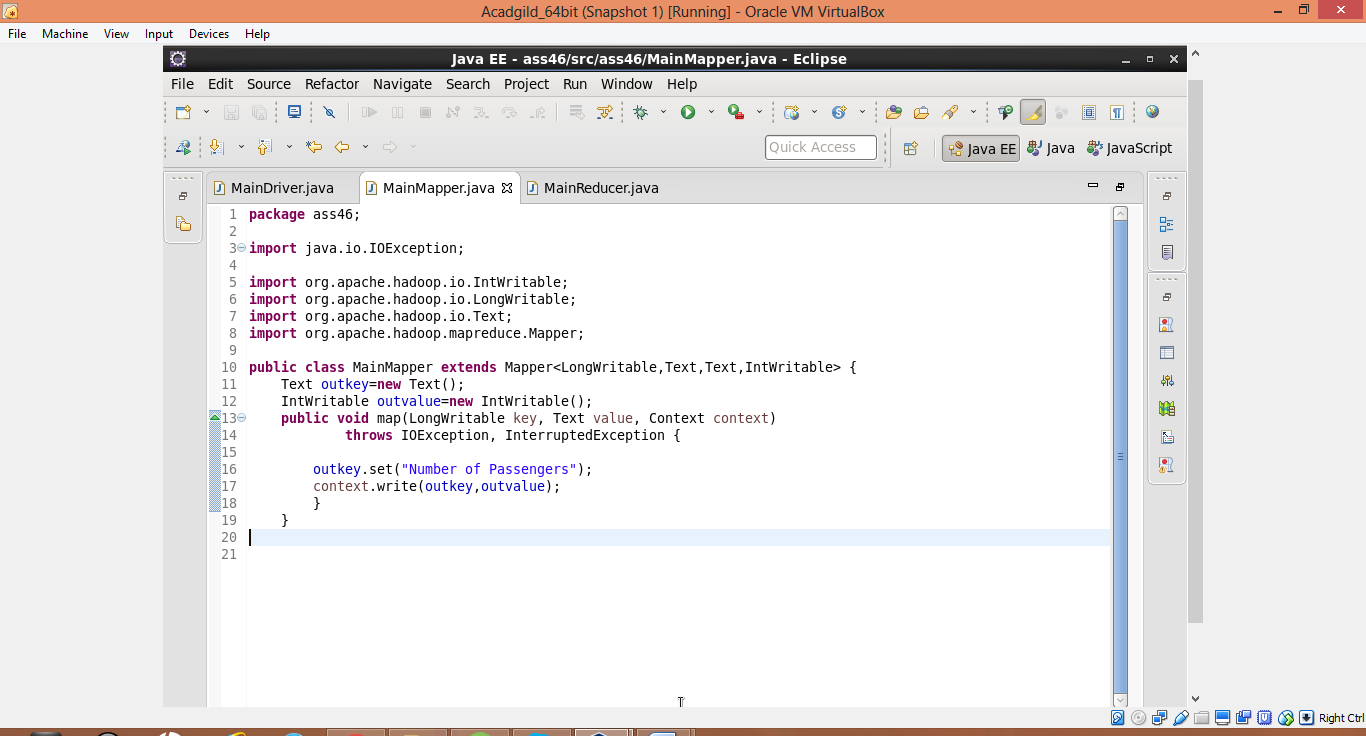 Acadgild_64bit (Snapshot 1) [Running] - Oracle VM VirtualBox
File Machine View Input Devices Help
Java EE - ass46/src/ass46/MainMapper.java - Eclipse
File Edit Source Refactor Navigate Search Project Run Window Help
Quick Access
Java EE
Java
JavaScript
MainDriver.java
MainMapper.java
MainReducer.java
1 package ass46;
2
3 import java.io.IOException;
4
5 import org.apache.hadoop.io.IntWritable;
6 import org.apache.hadoop.io.LongWritable;
7 import org.apache.hadoop.io.Text;
8 import org.apache.hadoop.mapreduce.Mapper;
9
10 public class MainMapper extends Mapper<LongWritable,Text,Text,IntWritable> {
11 Text outkey=new Text();
12 IntWritable outvalue=new IntWritable();
13 public void map(LongWritable key, Text value, Context context)
14 throws IOException, InterruptedException {
15
16 outkey.set("Number of Passengers");
17 context.write(outkey,outvalue);
18 }
19 }
20
21
Right Ctrl